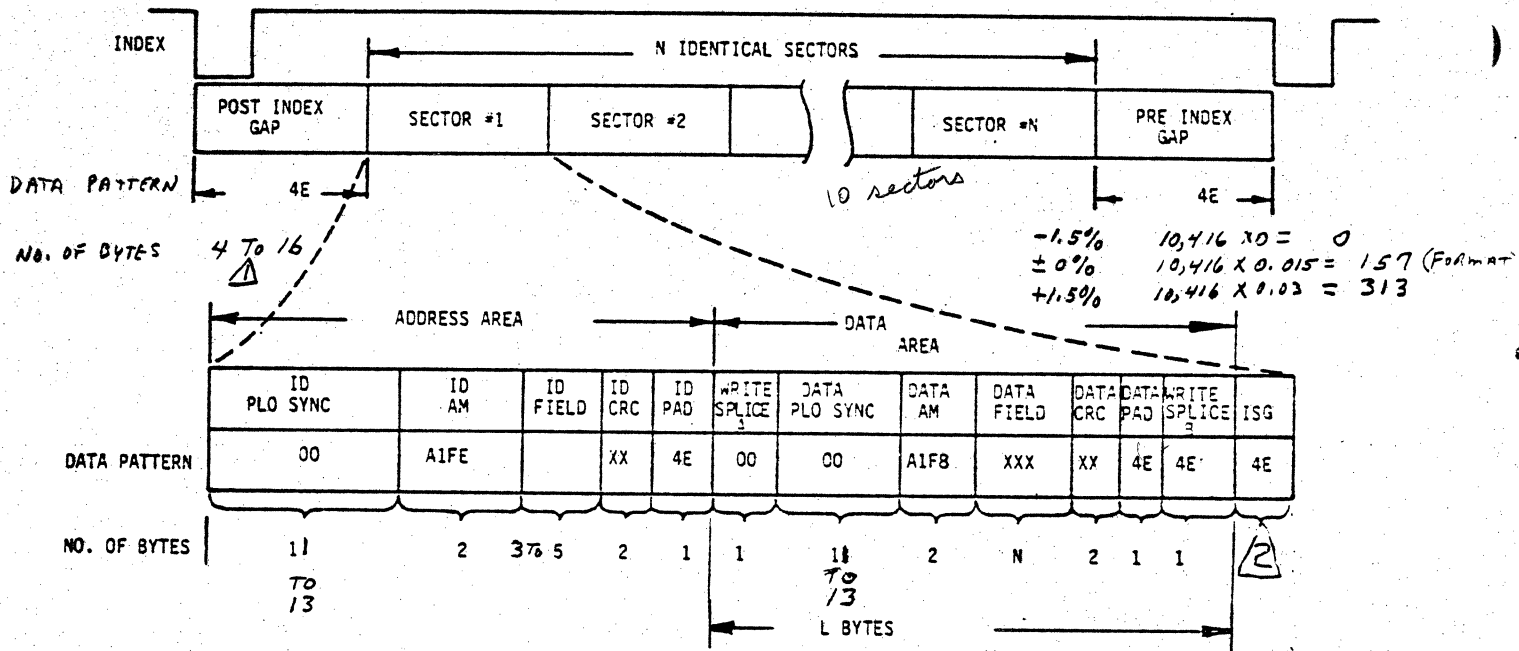 INDEX
N IDENTICAL SECTORS
POST INDEX GAP
SECTOR #1
SECTOR #2
SECTOR #N
PRE INDEX GAP
DATA PATTERN
4E
10 sectors
4E
NO. OF BYTES
4 TO 16
1
-1.5% 10,416 X0 = 0
± 0% 10,416 X 0.015 = 157 (FORMAT
+1.5% 10,416 X 0.03 = 313
ADDRESS AREA
DATA AREA
ID PLO SYNC
ID AM
ID FIELD
ID CRC
ID PAD
WRITE SPLICE
DATA PLO SYNC
DATA AM
DATA FIELD
DATA CRC
DATA PAD
WRITE SPLICE
ISG
DATA PATTERN 00 A1FE XX 4E 00 00 A1F8 XXX XX 4E 4E 4E
NO. OF BYTES 11 TO 13 2 3 TO 5 2 1 1 11 TO 13 2 N 2 1 1 2
L BYTES